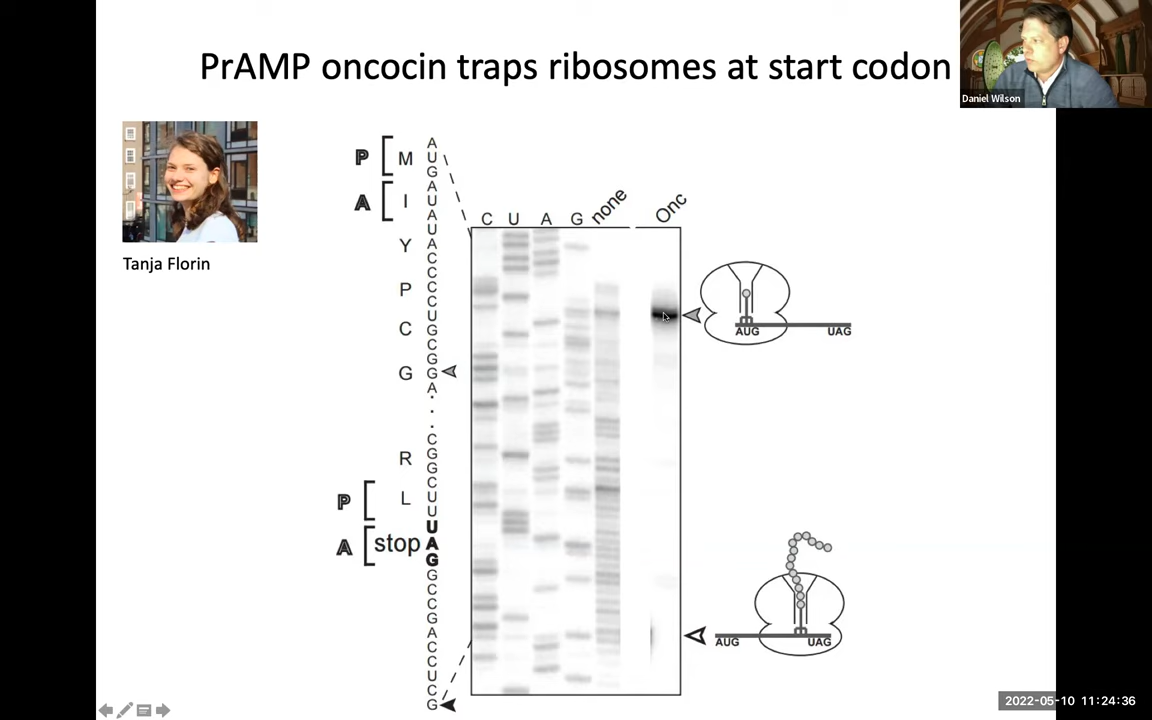 PrAMP oncocin traps ribosomes at start codon
Daniel Wilson
Tanja Florin
P [ M
A [ I
Y
P
C
G
R
P [ L
A [ stop
A
U
G
A
U
A
U
A
C
C
C
C
U
G
C
G
G
A
.
.
.
C
G
G
C
U
U
U
A
G
G
C
C
G
A
C
C
U
C
G
C U A G none Onc
AUG UAG
AUG UAG
2022-05-10 11:24:36